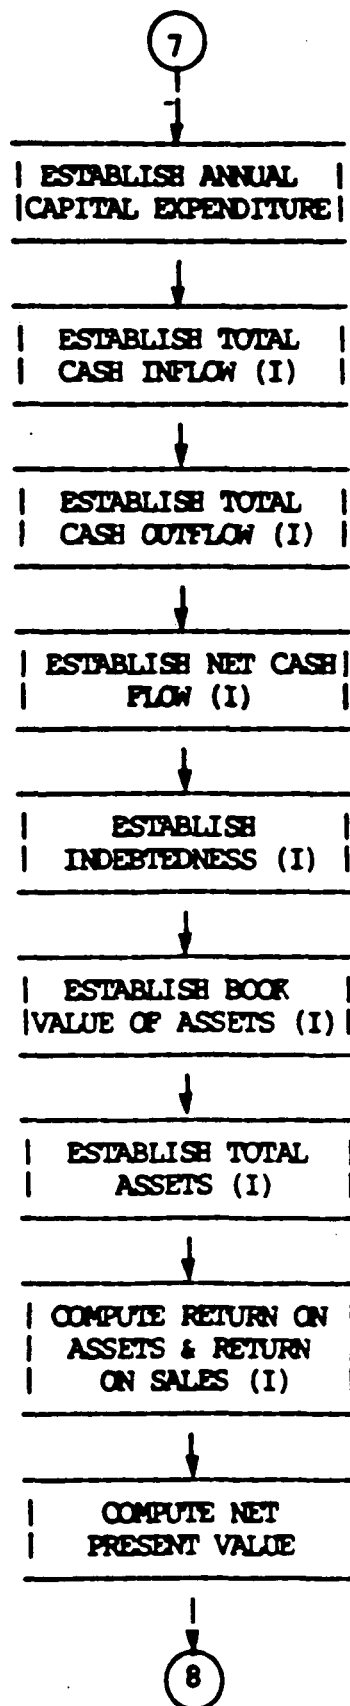 7
ESTABLISH ANNUAL
CAPITAL EXPENDITURE
ESTABLISH TOTAL
CASH INFLOW (I)
ESTABLISH TOTAL
CASH OUTFLOW (I)
ESTABLISH NET CASH
FLOW (I)
ESTABLISH
INDEBTEDNESS (I)
ESTABLISH BOOK
VALUE OF ASSETS (I)
ESTABLISH TOTAL
ASSETS (I)
COMPUTE RETURN ON
ASSETS & RETURN
ON SALES (I)
COMPUTE NET
PRESENT VALUE
8